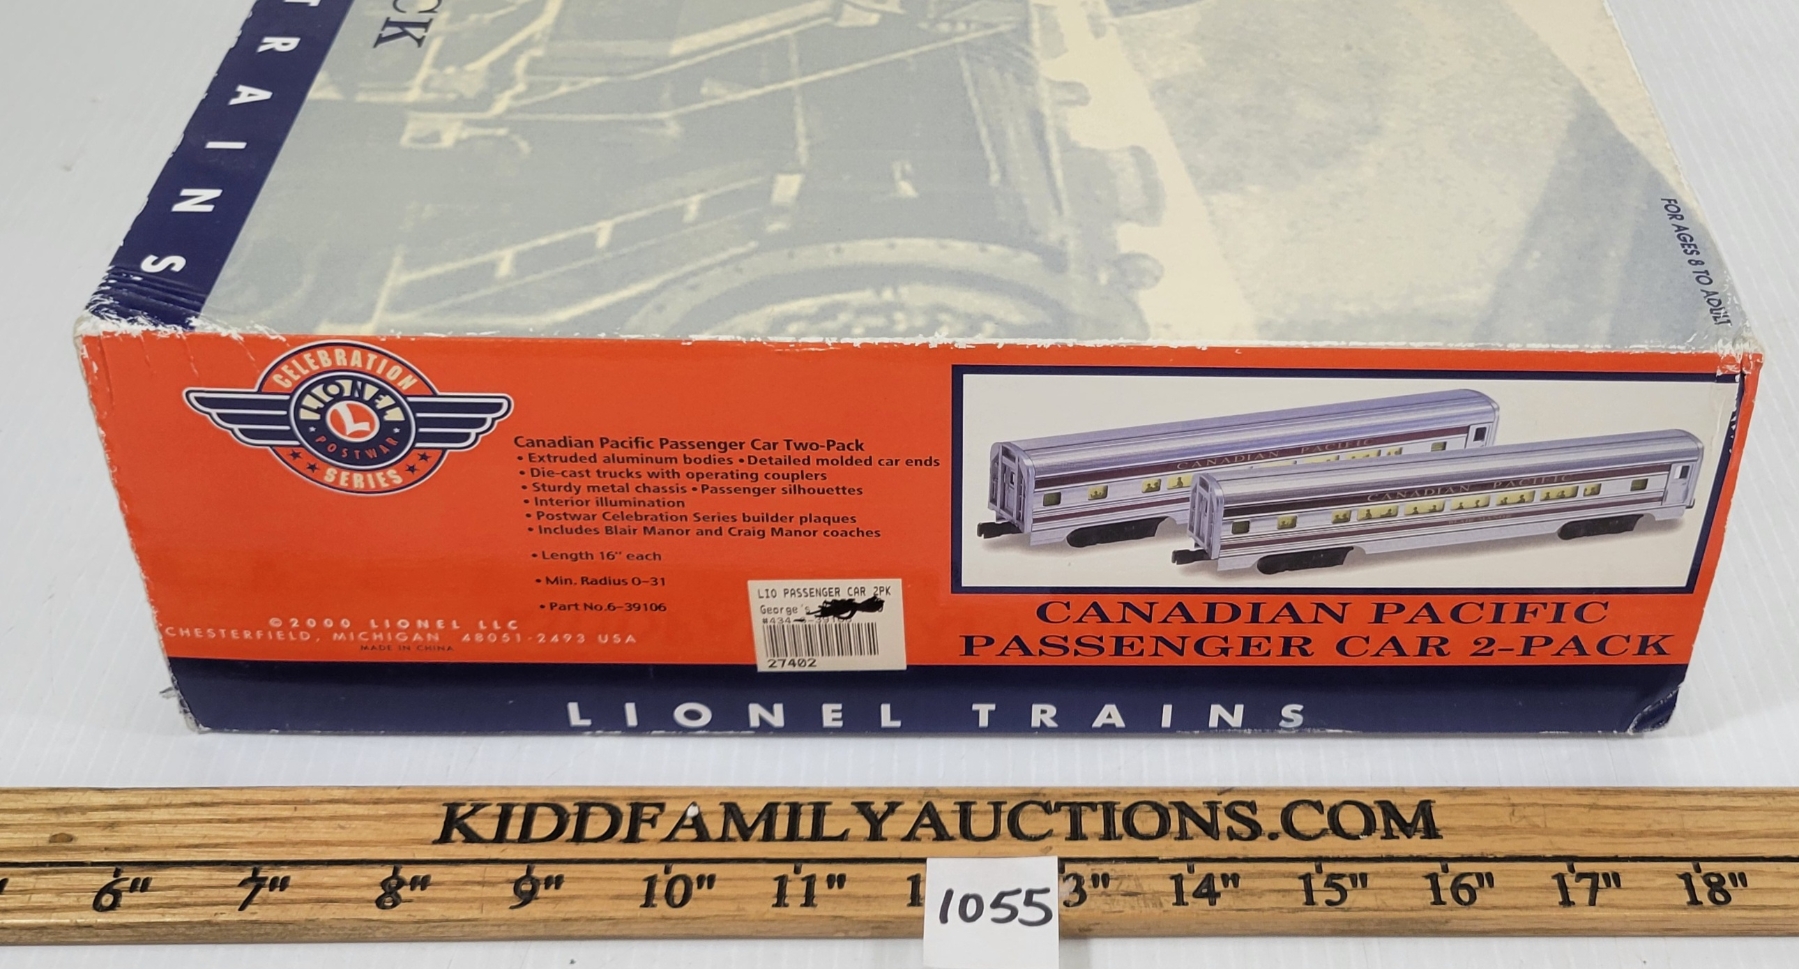 TRAINS
CK
FOR AGES 8 TO ADULT
CELEBRATION
LIONEL
L
POSTWAR
SERIES
Canadian Pacific Passenger Car Two-Pack
• Extruded aluminum bodies • Detailed molded car ends
• Die-cast trucks with operating couplers
• Sturdy metal chassis • Passenger silhouettes
• Interior illumination
• Postwar Celebration Series builder plaques
• Includes Blair Manor and Craig Manor coaches
• Length 16" each
• Min. Radius O-31
• Part No.6-39106
©2000 LIONEL LLC
CHESTERFIELD, MICHIGAN 48051-2493 USA
MADE IN CHINA
LIO PASSENGER CAR 2PK
George's
#434
27402
CANADIAN PACIFIC
CANADIAN PACIFIC
CANADIAN PACIFIC
PASSENGER CAR 2-PACK
LIONEL TRAINS
KIDDFAMILYAUCTIONS.COM
6" 7" 8" 9" 10" 11" 1 3" 14" 15" 16" 17" 18"
1055